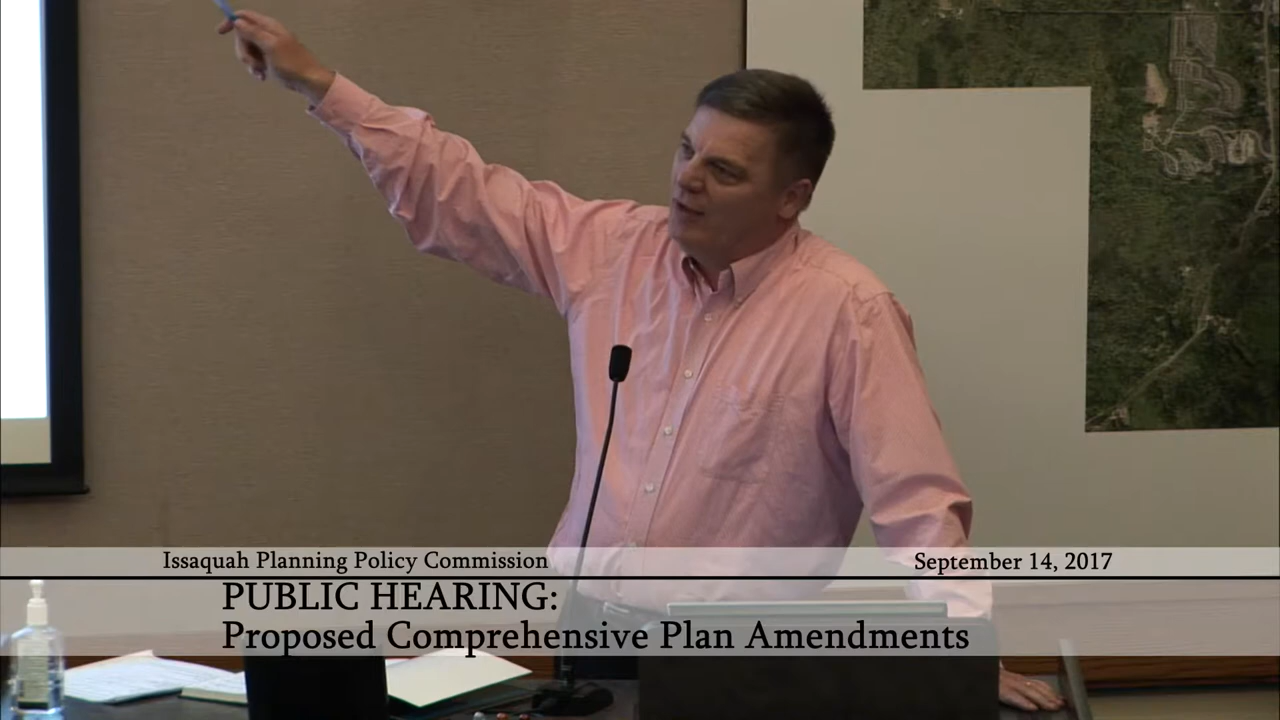 Issaquah Planning Policy Commission
September 14, 2017
PUBLIC HEARING:
Proposed Comprehensive Plan Amendments